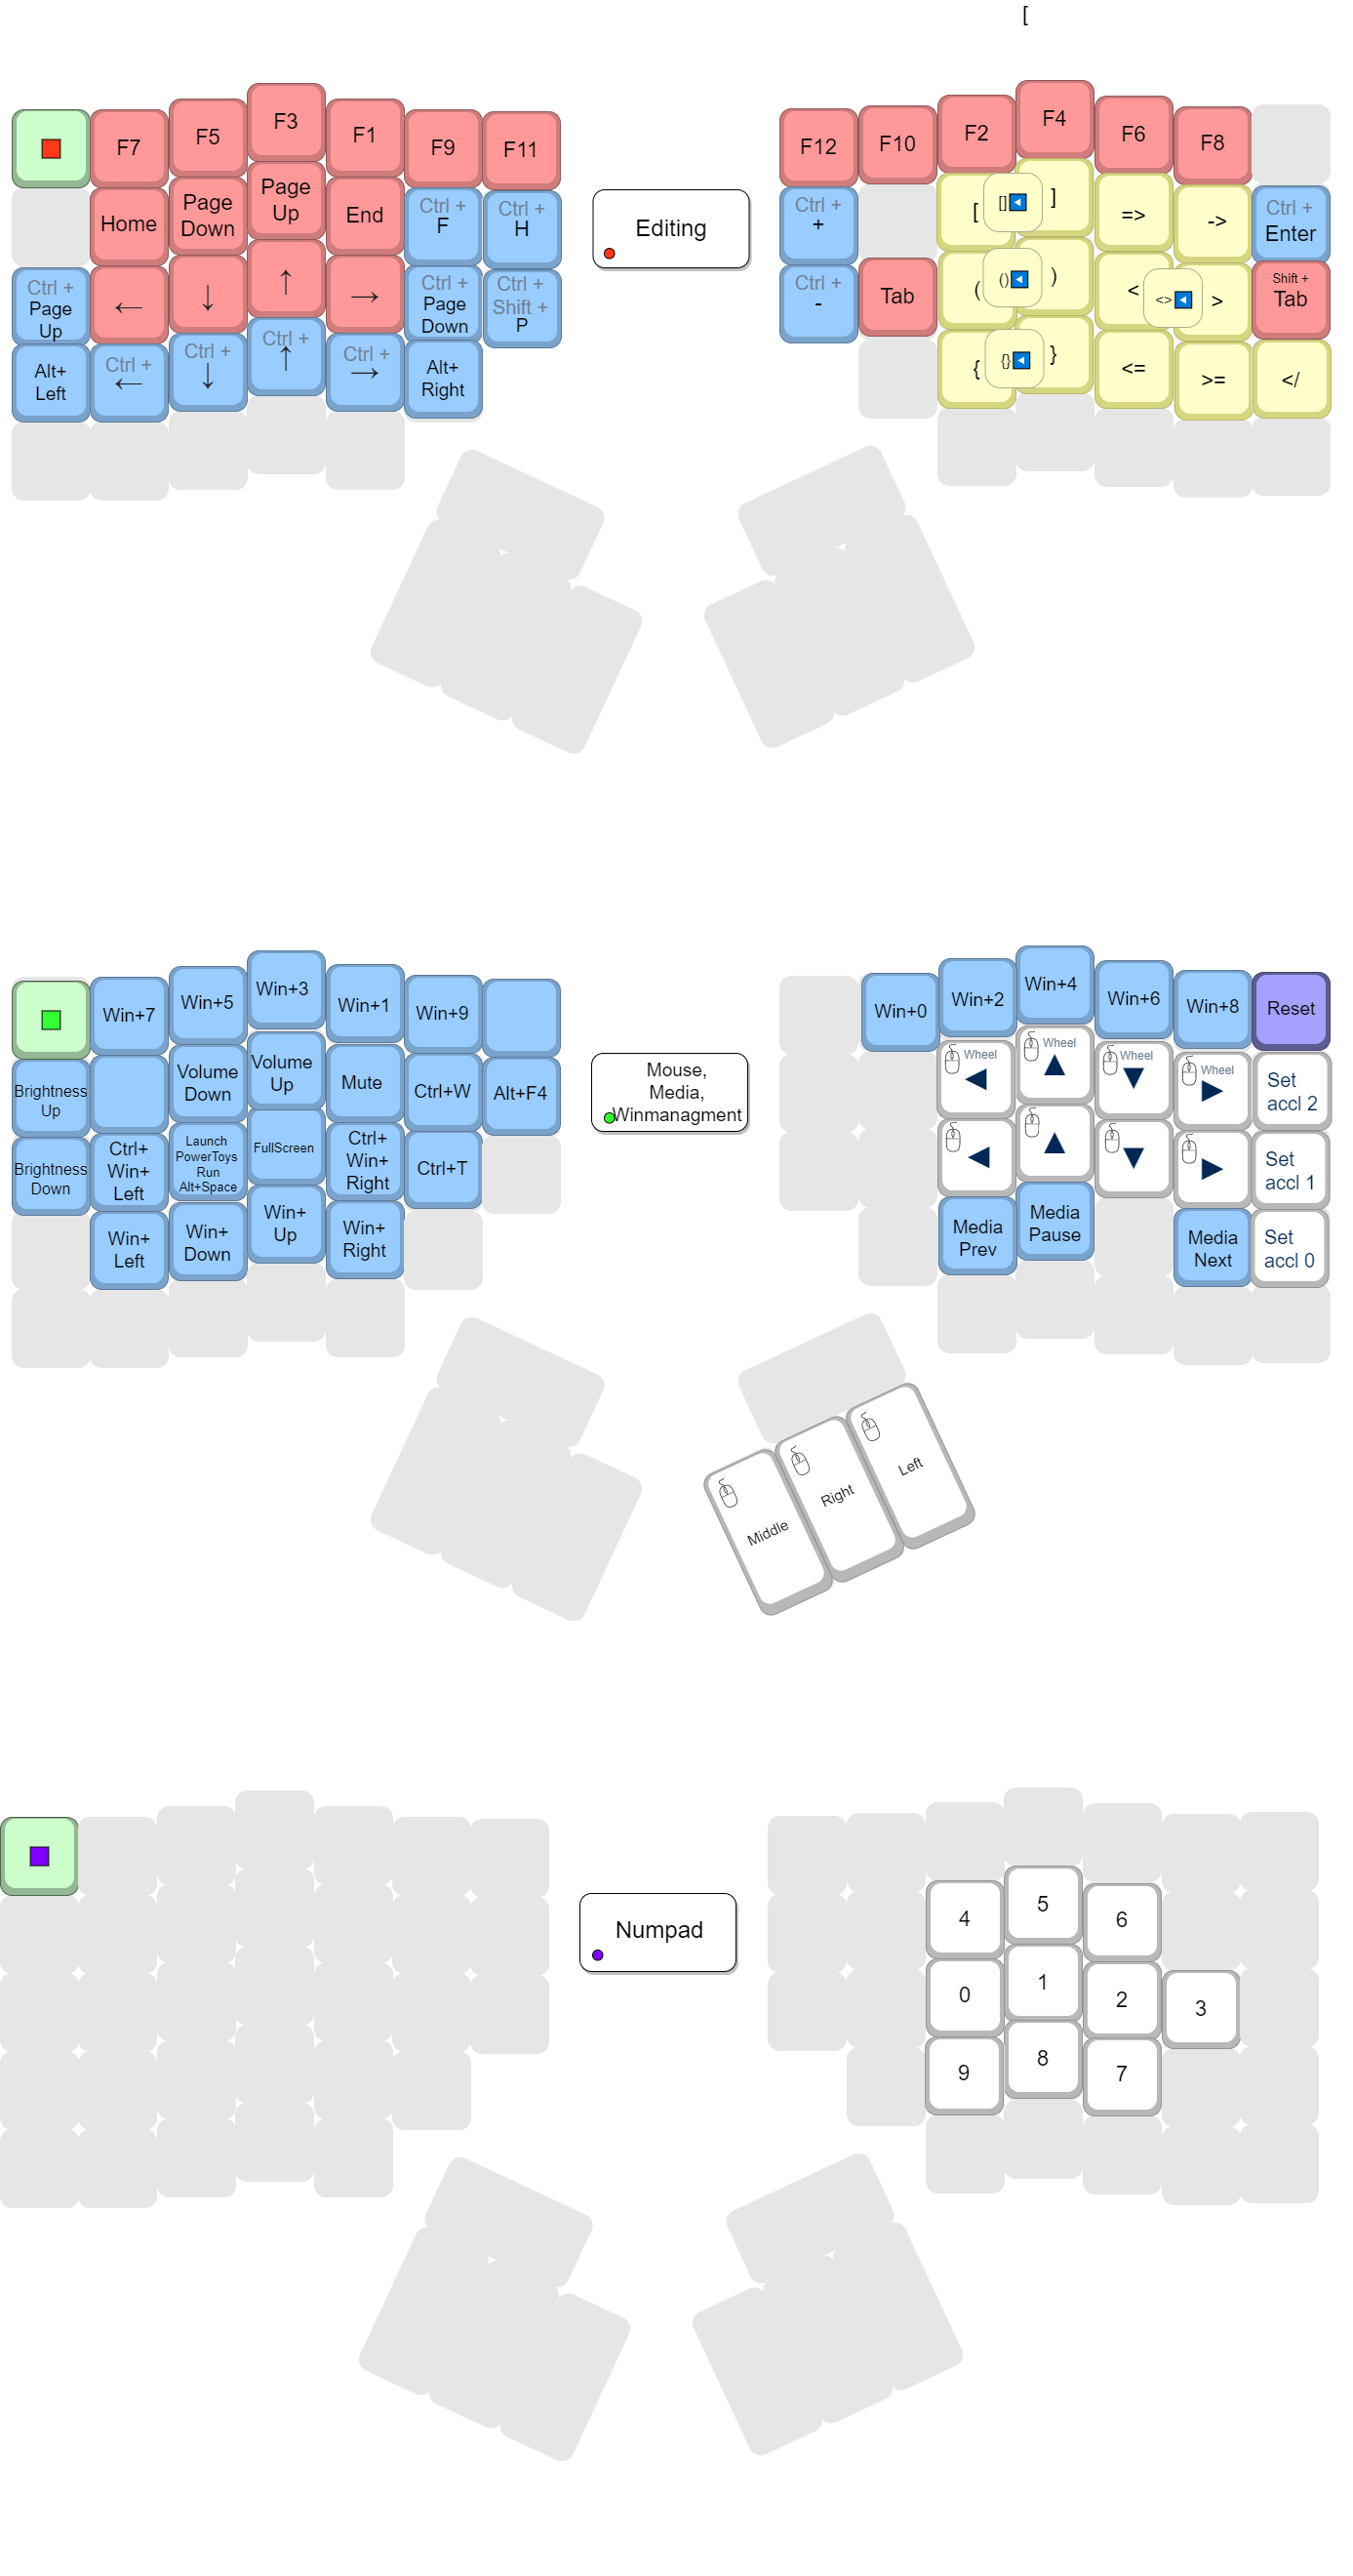 [
F7
F5
F3
F1
F9
F11
F12
F10
F2
F4
F6
F8
Home
Page
Down
Page
Up
End
Ctrl +
F
Ctrl +
H
Editing
Ctrl +
+
[
[]◀
]
=>
->
Ctrl +
Enter
Ctrl +
Page
Up
←
↓
↑
→
Ctrl +
Page
Down
Ctrl +
Shift +
P
Ctrl +
-
Tab
(
()◀
)
<
<>◀
>
Shift +
Tab
Alt+
Left
Ctrl +
←
Ctrl +
↓
Ctrl +
↑
Ctrl +
→
Alt+
Right
{
{}◀
}
<=
>=
</
Win+7
Win+5
Win+3
Win+1
Win+9
Win+0
Win+2
Win+4
Win+6
Win+8
Reset
Brightness
Up
Volume
Down
Volume
Up
Mute
Ctrl+W
Alt+F4
Mouse,
Media,
Winmanagment
Wheel
◀
Wheel
▲
Wheel
▼
Wheel
▶
Set
accl 2
Brightness
Down
Ctrl+
Win+
Left
Launch
PowerToys
Run
Alt+Space
FullScreen
Ctrl+
Win+
Right
Ctrl+T
◀
▲
▼
▶
Set
accl 1
Win+
Left
Win+
Down
Win+
Up
Win+
Right
Media
Prev
Media
Pause
Media
Next
Set
accl 0
Middle
Right
Left
Numpad
4
5
6
0
1
2
3
9
8
7